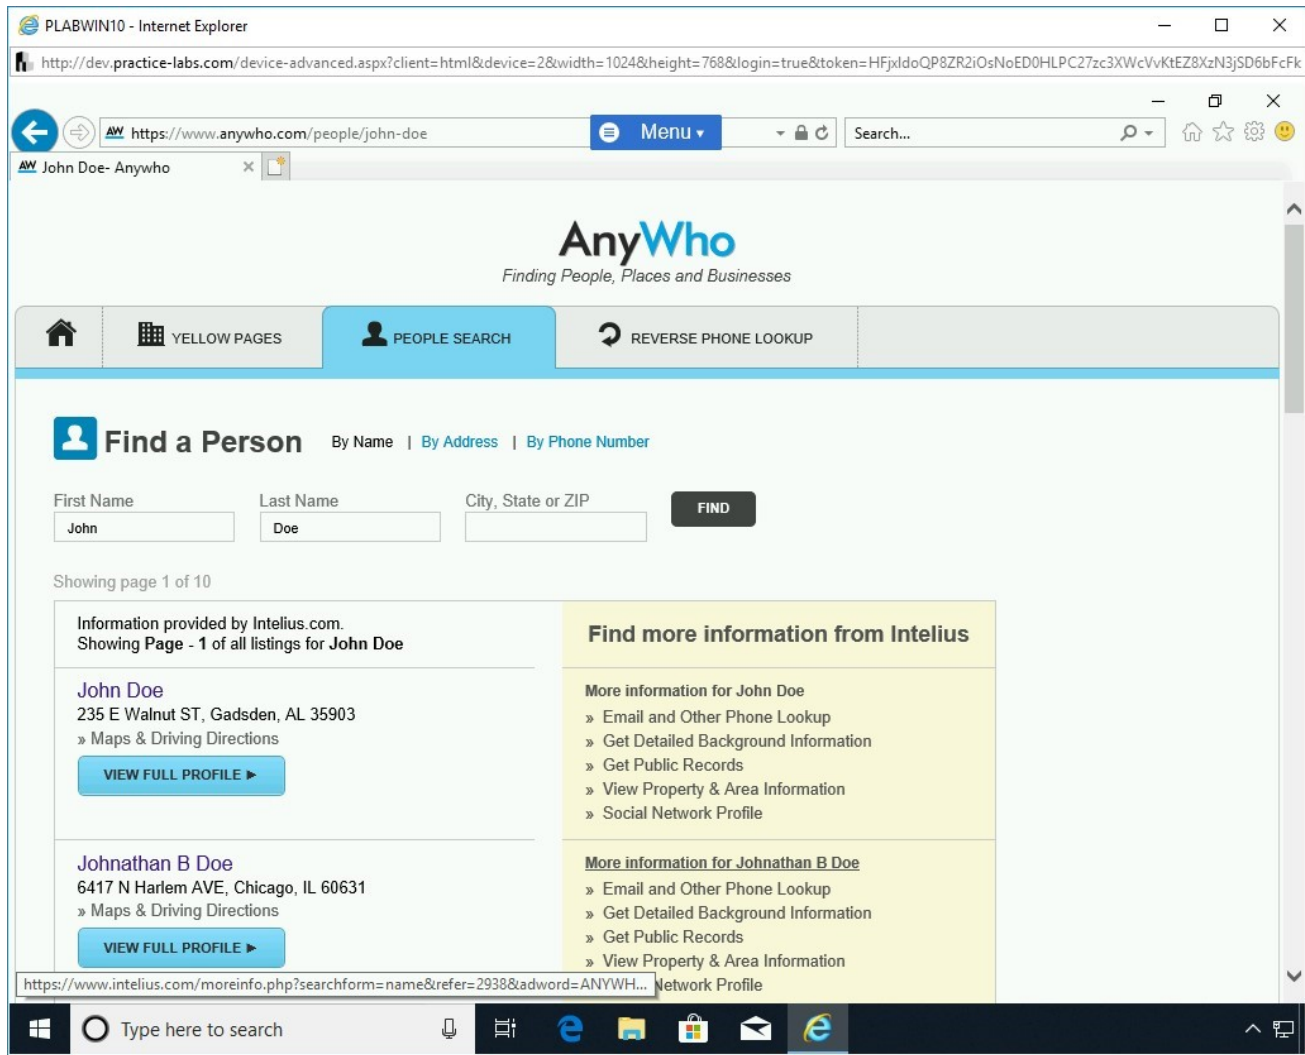 PLABWIN10 - Internet Explorer
http://dev.practice-labs.com/device-advanced.aspx?client=html&device=2&width=1024&height=768&login=true&token=HFjxIdoQP8ZR2iOsNoED0HLPC27zc3XWcVvKtEZ8XzN3jSD6bFcFk
AW https://www.anywho.com/people/john-doe Menu Search...
AW John Doe- Anywho
AnyWho
Finding People, Places and Businesses
YELLOW PAGES PEOPLE SEARCH REVERSE PHONE LOOKUP
Find a Person By Name | By Address | By Phone Number
First Name Last Name City, State or ZIP FIND
John Doe
Showing page 1 of 10
Information provided by Intelius.com.
Showing Page - 1 of all listings for John Doe
Find more information from Intelius
John Doe
235 E Walnut ST, Gadsden, AL 35903
» Maps & Driving Directions
VIEW FULL PROFILE
More information for John Doe
» Email and Other Phone Lookup
» Get Detailed Background Information
» Get Public Records
» View Property & Area Information
» Social Network Profile
Johnathan B Doe
6417 N Harlem AVE, Chicago, IL 60631
» Maps & Driving Directions
VIEW FULL PROFILE
More information for Johnathan B Doe
» Email and Other Phone Lookup
» Get Detailed Background Information
» Get Public Records
» View Property & Area Information
Network Profile
https://www.intelius.com/moreinfo.php?searchform=name&refer=2938&adword=ANYWH...
Type here to search